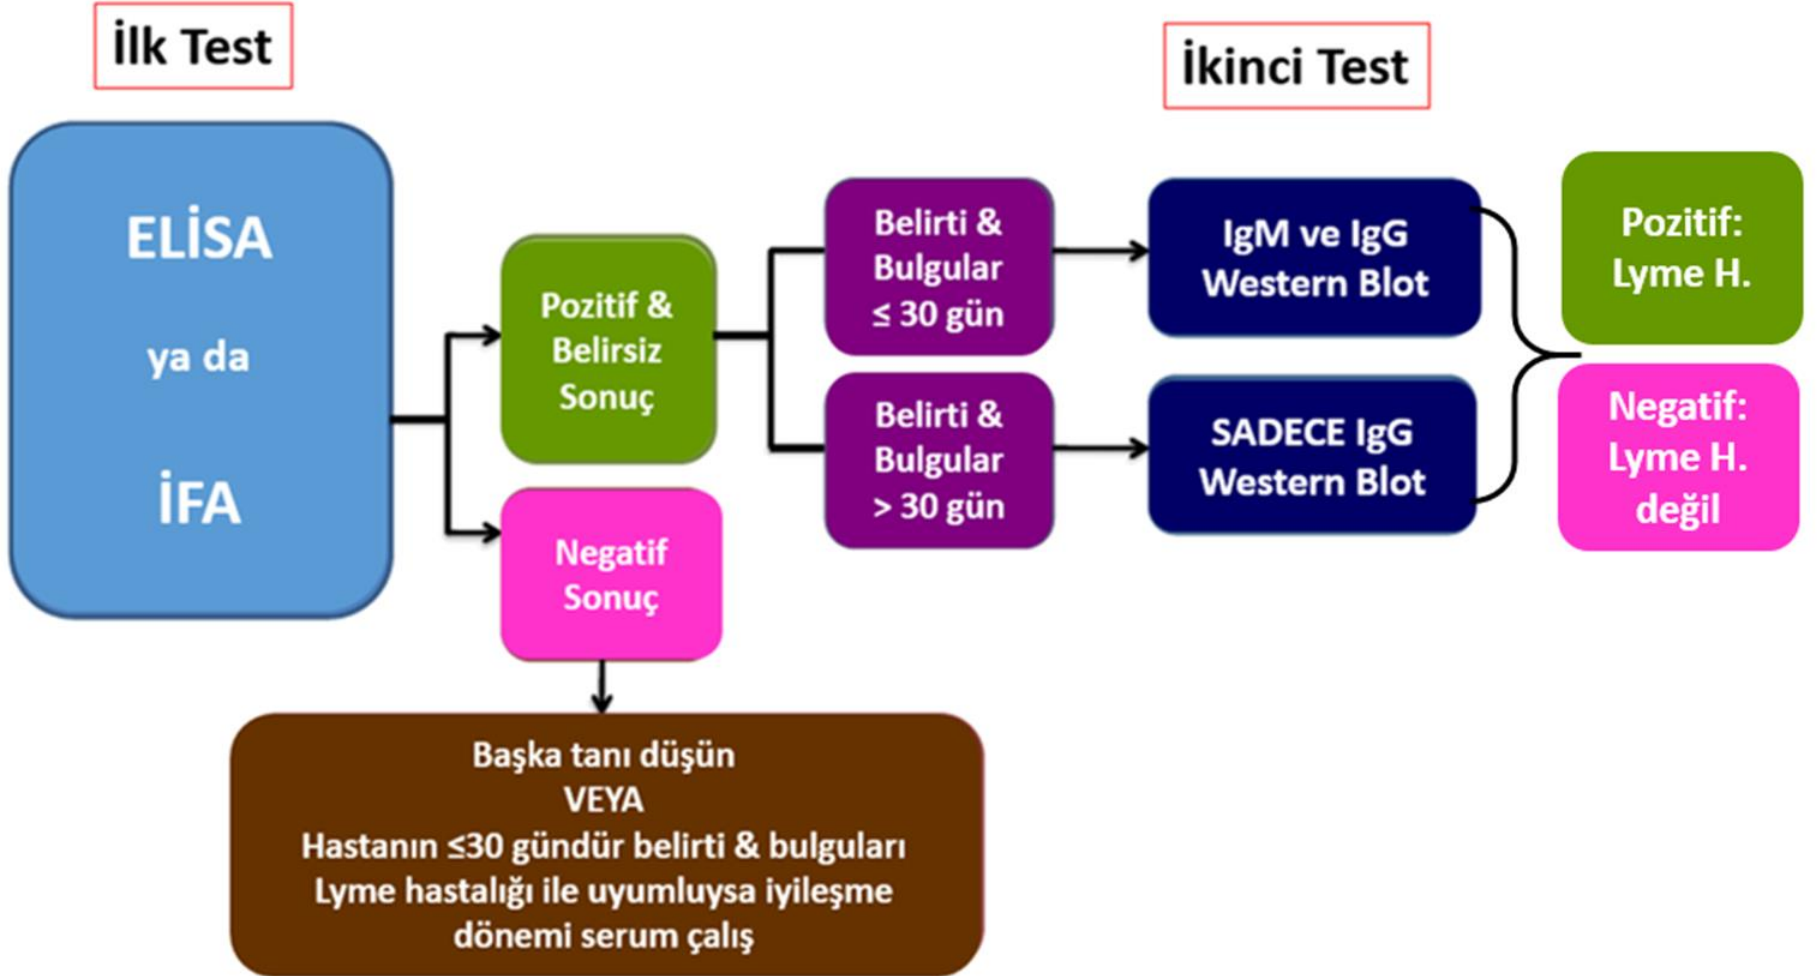 İlk Test
İkinci Test
ELİSA
ya da
İFA
Pozitif &
Belirsiz
Sonuç
Negatif
Sonuç
Belirti &
Bulgular
≤ 30 gün
Belirti &
Bulgular
> 30 gün
IgM ve IgG
Western Blot
SADECE IgG
Western Blot
Pozitif:
Lyme H.
Negatif:
Lyme H.
değil
Başka tanı düşün
VEYA
Hastanın ≤30 gündür belirti & bulguları
Lyme hastalığı ile uyumluysa iyileşme
dönemi serum çalış